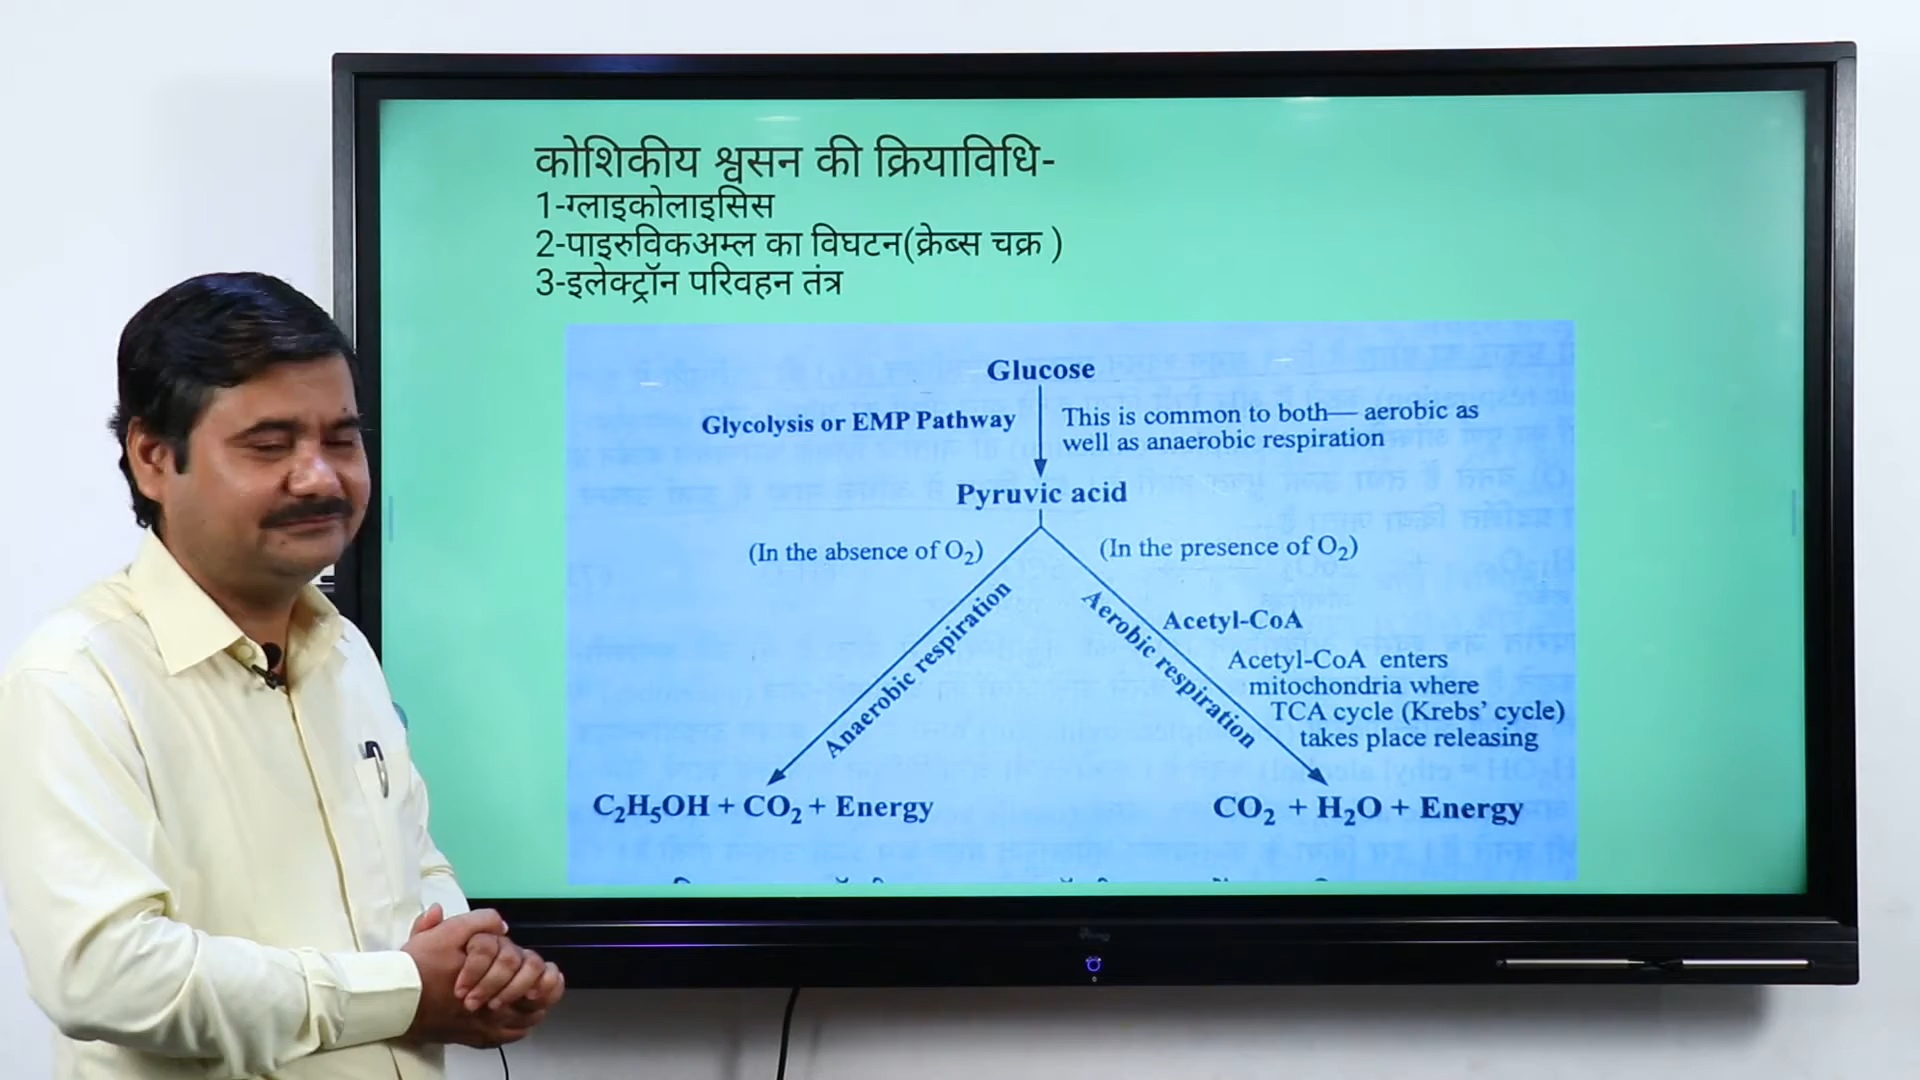 कोशिकीय श्वसन की क्रियाविधि-
1-ग्लाइकोलाइसिस
2-पाइरुविकअम्ल का विघटन(क्रेब्स चक्र )
3-इलेक्ट्रॉन परिवहन तंत्र
Glucose
Glycolysis or EMP Pathway
This is common to both— aerobic as
well as anaerobic respiration
Pyruvic acid
(In the absence of O₂)
(In the presence of O₂)
Anaerobic respiration
Aerobic respiration
Acetyl-CoA
Acetyl-CoA enters
mitochondria where
TCA cycle (Krebs' cycle)
takes place releasing
C₂H₅OH + CO₂ + Energy
CO₂ + H₂O + Energy